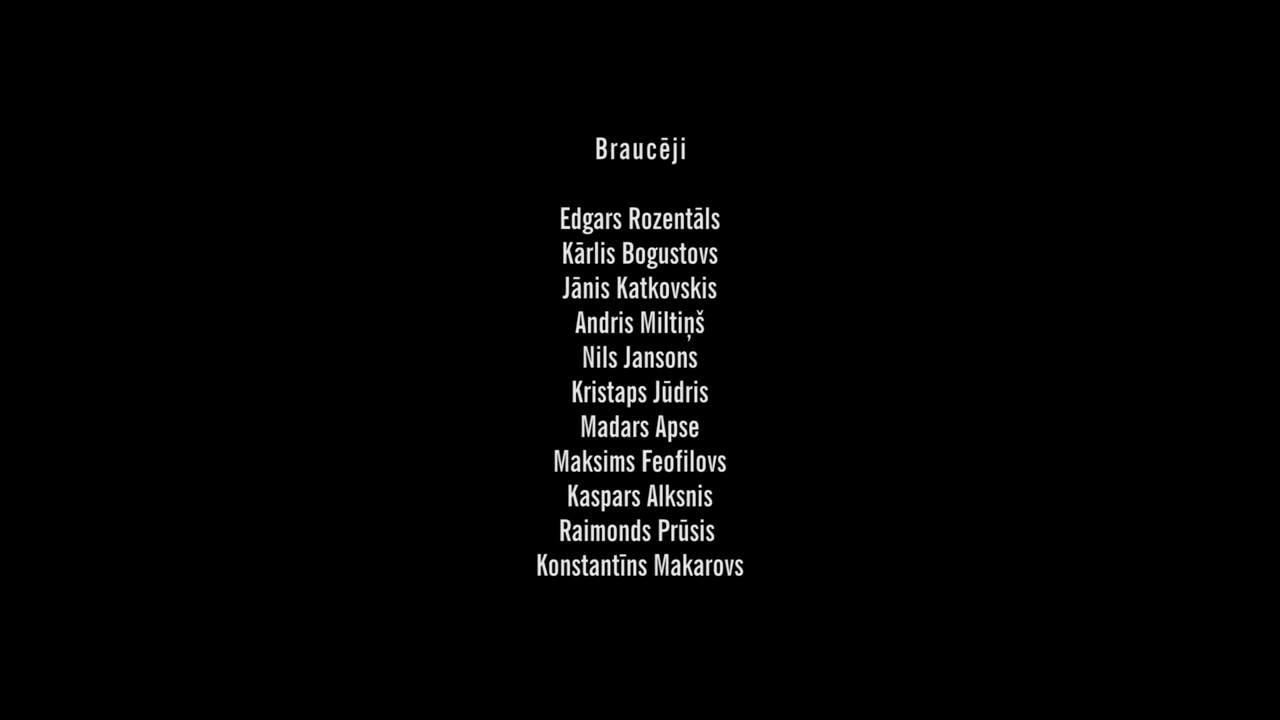 Braucēji
Edgars Rozentāls
Kārlis Bogustovs
Jānis Katkovskis
Andris Miltiņš
Nils Jansons
Kristaps Jūdris
Madars Apse
Maksims Feofilovs
Kaspars Alksnis
Raimonds Prūsis
Konstantīns Makarovs